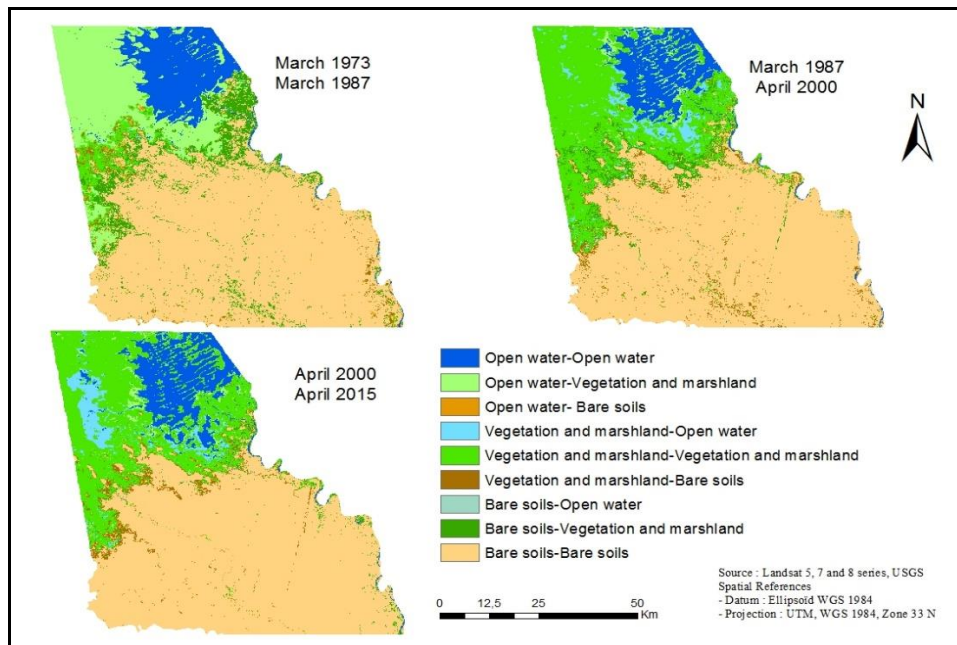 March 1973
March 1987
March 1987
April 2000
N
April 2000
April 2015
Open water-Open water
Open water-Vegetation and marshland
Open water- Bare soils
Vegetation and marshland-Open water
Vegetation and marshland-Vegetation and marshland
Vegetation and marshland-Bare soils
Bare soils-Open water
Bare soils-Vegetation and marshland
Bare soils-Bare soils
0 12,5 25 50
Km
Source : Landsat 5, 7 and 8 series, USGS
Spatial References
- Datum : Ellipsoïd WGS 1984
- Projection : UTM, WGS 1984, Zone 33 N